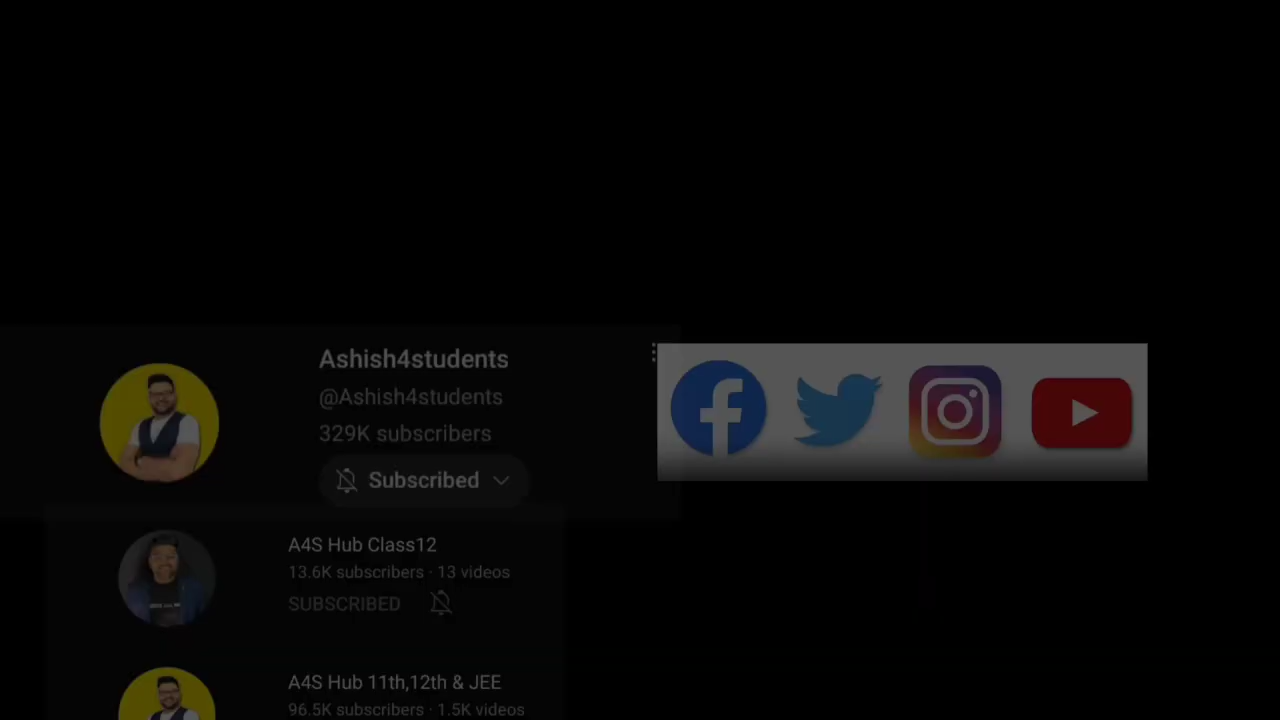 Ashish4students
@Ashish4students
329K subscribers
Subscribed
A4S Hub Class12
13.6K subscribers · 13 videos
SUBSCRIBED
A4S Hub 11th,12th & JEE
96.5K subscribers · 1.5K videos